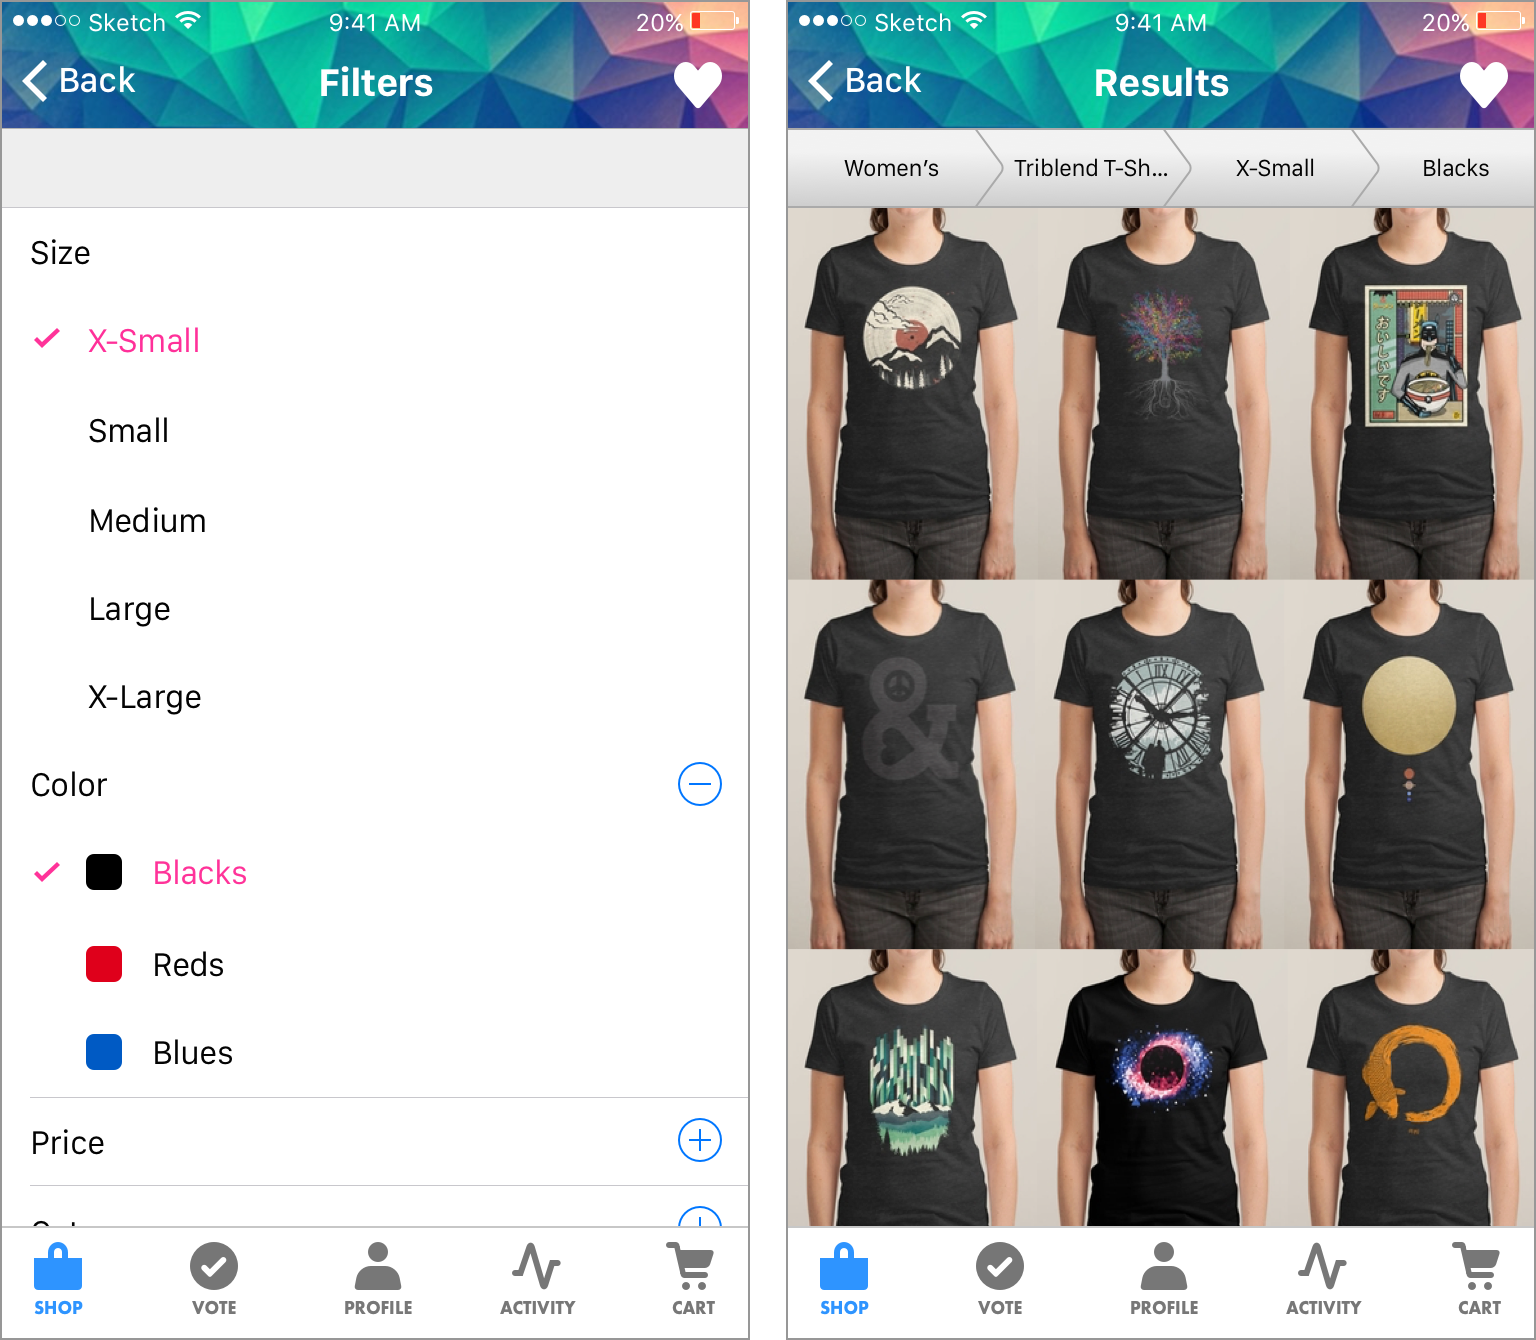 Sketch 9:41 AM 20%
Back Filters
Size
X-Small
Small
Medium
Large
X-Large
Color
Blacks
Reds
Blues
Price
SHOP VOTE PROFILE ACTIVITY CART
Sketch 9:41 AM 20%
Back Results
Women’s Triblend T-Sh... X-Small Blacks
おいしいです
SHOP VOTE PROFILE ACTIVITY CART